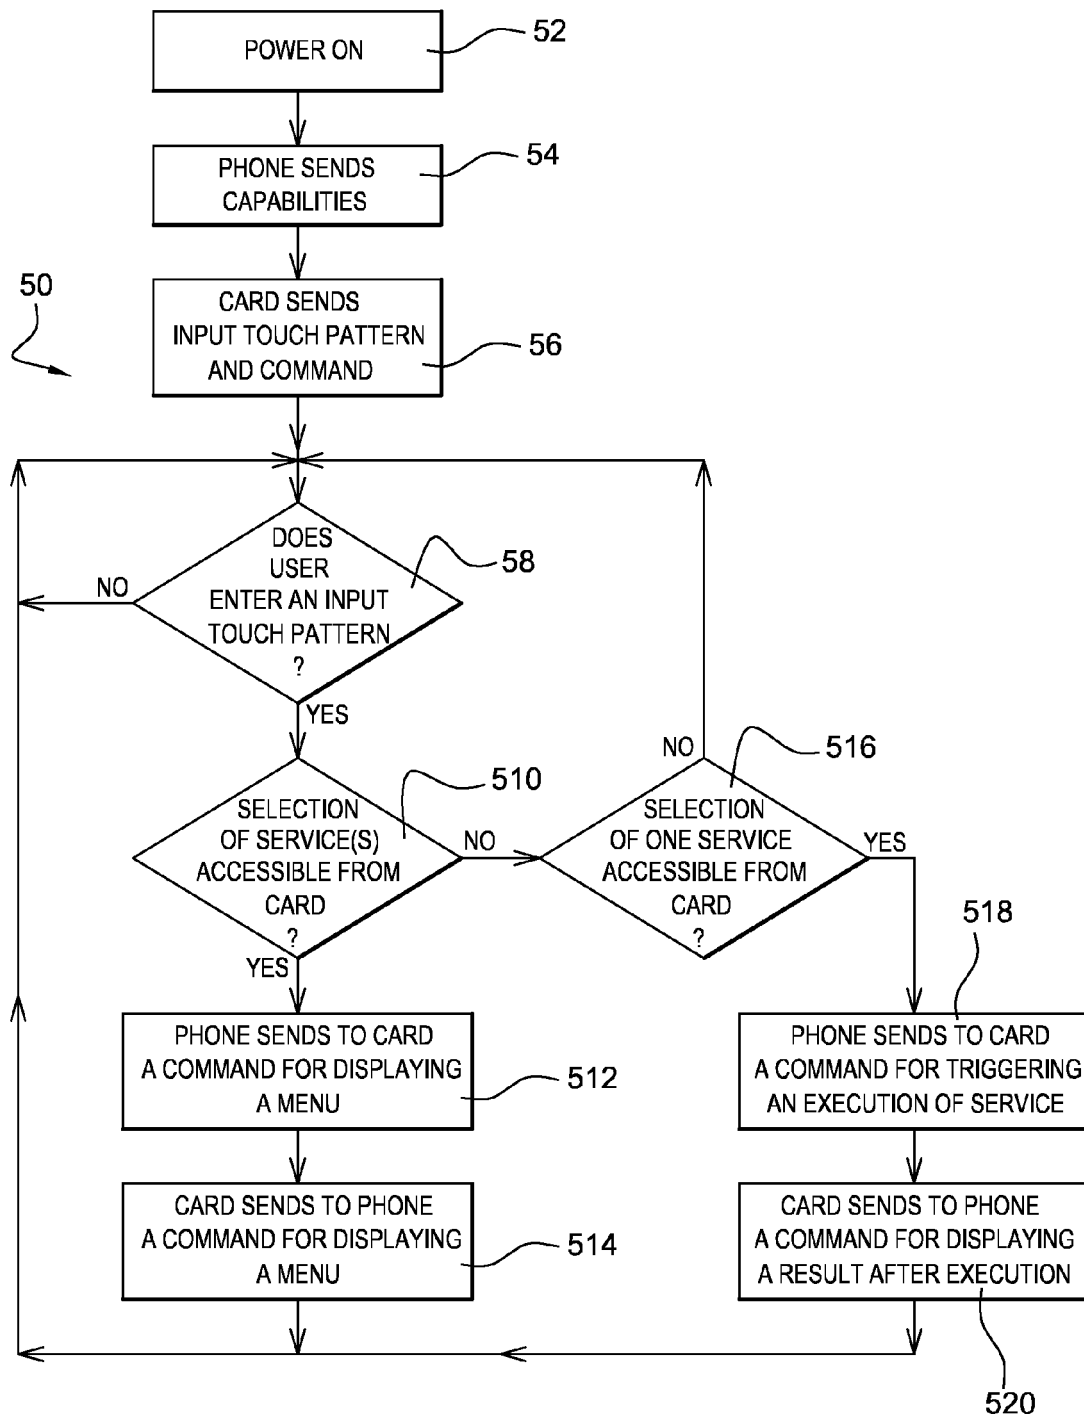 POWER ON
52
PHONE SENDS
CAPABILITIES
54
50
CARD SENDS
INPUT TOUCH PATTERN
AND COMMAND
56
DOES
USER
ENTER AN INPUT
TOUCH PATTERN
?
58
NO
YES
SELECTION
OF SERVICE(S)
ACCESSIBLE FROM
CARD
?
510
NO
YES
SELECTION
OF ONE SERVICE
ACCESSIBLE FROM
CARD
?
516
NO
YES
PHONE SENDS TO CARD
A COMMAND FOR DISPLAYING
A MENU
512
PHONE SENDS TO CARD
A COMMAND FOR TRIGGERING
AN EXECUTION OF SERVICE
518
CARD SENDS TO PHONE
A COMMAND FOR DISPLAYING
A MENU
514
CARD SENDS TO PHONE
A COMMAND FOR DISPLAYING
A RESULT AFTER EXECUTION
520